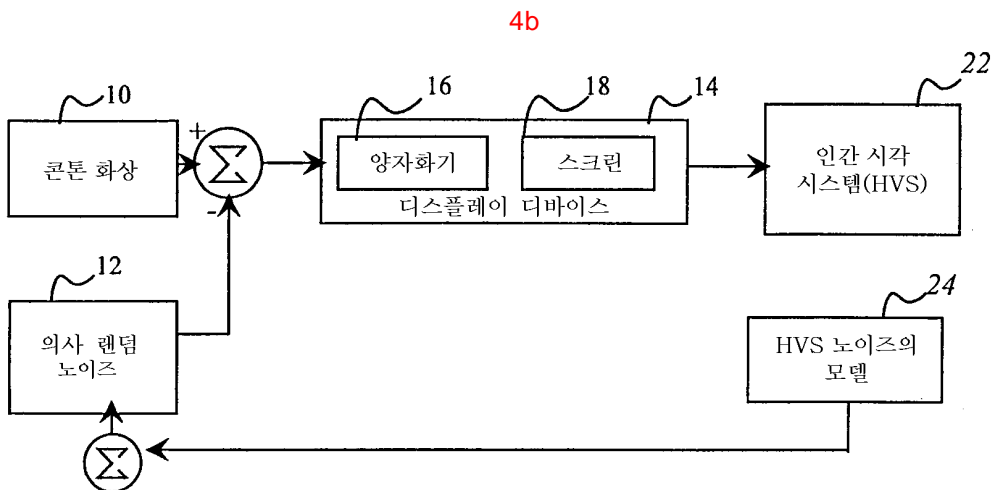 4b
10
콘톤 화상
+
Σ
-
16
양자화기
18
스크린
14
디스플레이 디바이스
22
인간 시각
시스템(HVS)
12
의사 랜덤
노이즈
Σ
24
HVS 노이즈의
모델